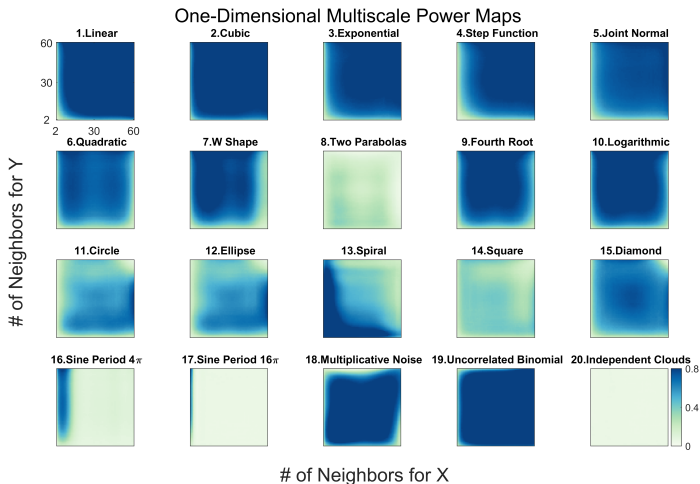 One-Dimensional Multiscale Power Maps
1.Linear 2.Cubic 3.Exponential 4.Step Function 5.Joint Normal
60
30
2
2 30 60
6.Quadratic 7.W Shape 8.Two Parabolas 9.Fourth Root 10.Logarithmic
# of Neighbors for Y
11.Circle 12.Ellipse 13.Spiral 14.Square 15.Diamond
16.Sine Period 4π 17.Sine Period 16π 18.Multiplicative Noise 19.Uncorrelated Binomial 20.Independent Clouds
0.8
0.4
0
# of Neighbors for X